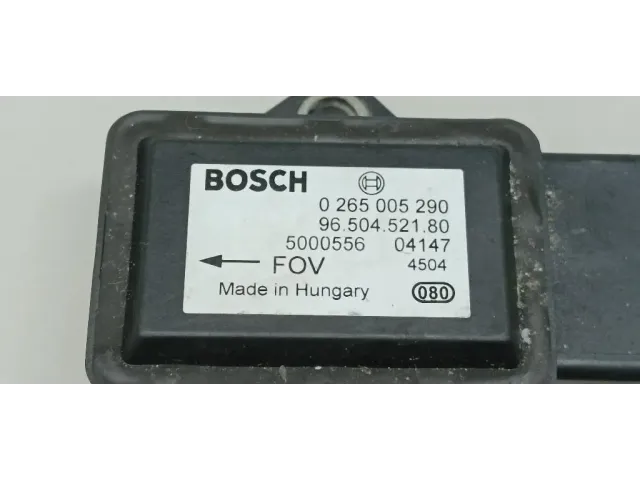 BOSCH
0 265 005 290
96.504.521.80
5000556 04147
FOV 4504
Made in Hungary 080